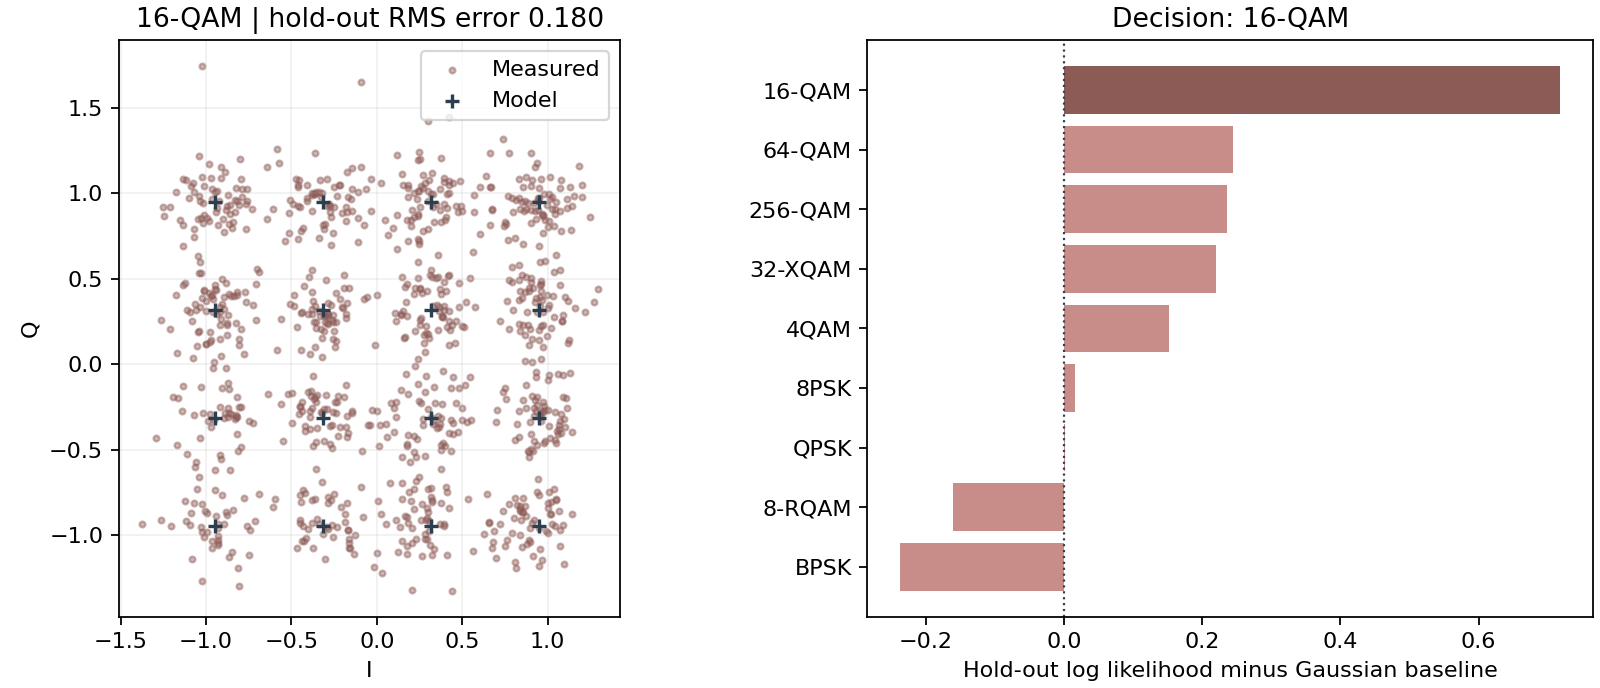 16-QAM | hold-out RMS error 0.180
Measured
Model
1.5
1.0
0.5
0.0
−0.5
−1.0
Q
−1.5
−1.0
−0.5
0.0
0.5
1.0
I
Decision: 16-QAM
16-QAM
64-QAM
256-QAM
32-XQAM
4QAM
8PSK
QPSK
8-RQAM
BPSK
−0.2
0.0
0.2
0.4
0.6
Hold-out log likelihood minus Gaussian baseline